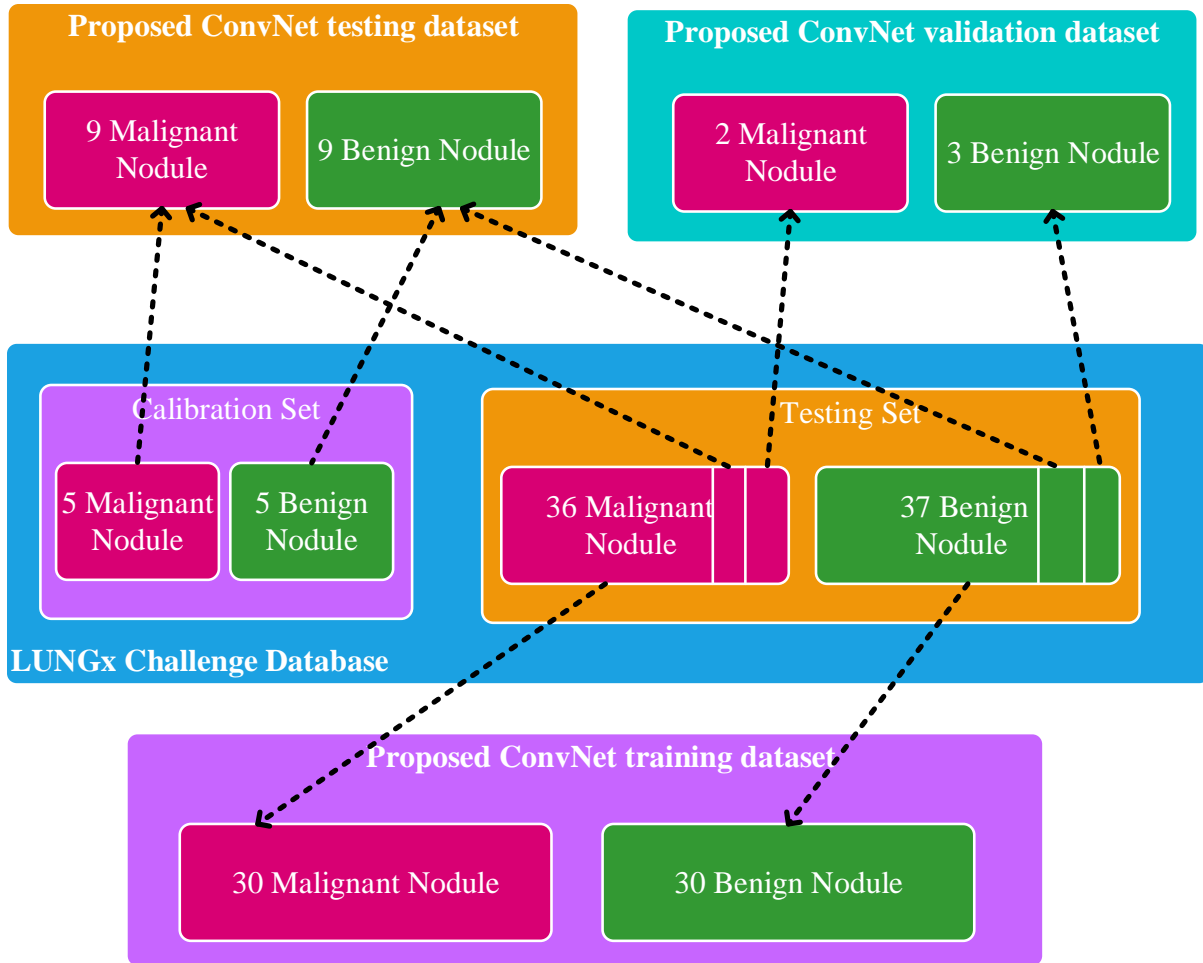 Proposed ConvNet testing dataset
9 Malignant
Nodule
9 Benign Nodule
Proposed ConvNet validation dataset
2 Malignant
Nodule
3 Benign Nodule
Calibration Set
5 Malignant
Nodule
5 Benign
Nodule
Testing Set
36 Malignant
Nodule
37 Benign
Nodule
LUNGx Challenge Database
Proposed ConvNet training dataset
30 Malignant Nodule
30 Benign Nodule